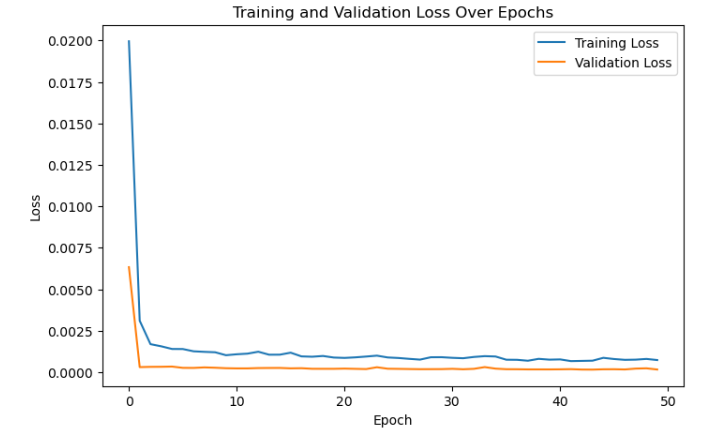 Training and Validation Loss Over Epochs
Training Loss
Validation Loss
0.0200
0.0175
0.0150
0.0125
0.0100
0.0075
0.0050
0.0025
0.0000
Loss
0 10 20 30 40 50
Epoch